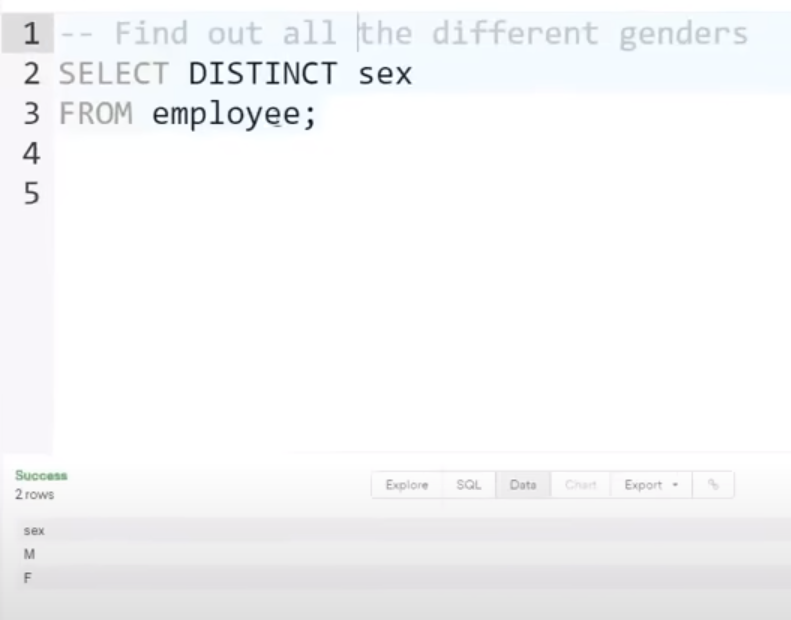 1 -- Find out all the different genders
2 SELECT DISTINCT sex
3 FROM employee;
4
5
Success
2 rows
Explore SQL Data Chart Export
sex
M
F